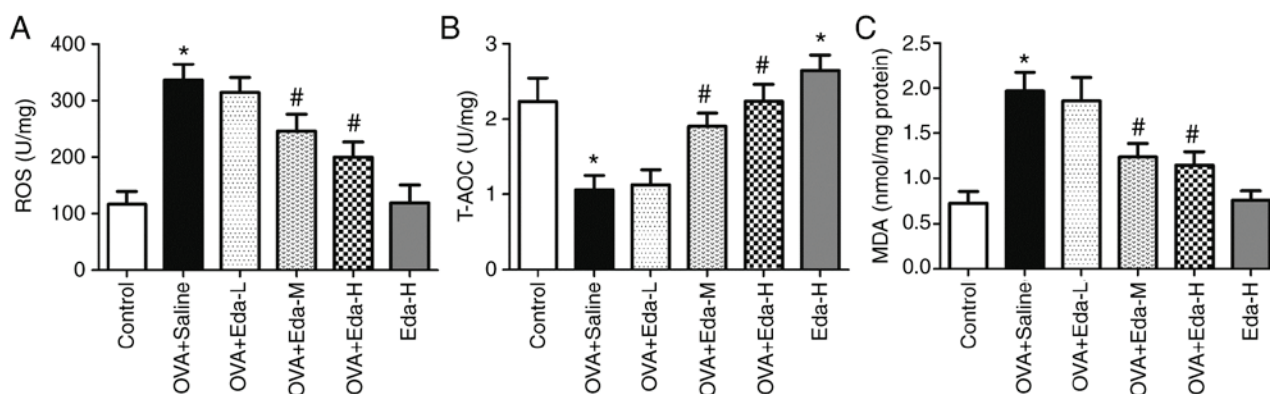 A
ROS (U/mg)
400
300
200
100
0
*
#
#
Control
OVA+Saline
OVA+Eda-L
OVA+Eda-M
OVA+Eda-H
Eda-H
B
T-AOC (U/mg)
3
2
1
0
*
#
#
*
Control
OVA+Saline
OVA+Eda-L
OVA+Eda-M
OVA+Eda-H
Eda-H
C
MDA (nmol/mg protein)
2.5
2.0
1.5
1.0
0.5
0.0
*
#
#
Control
OVA+Saline
OVA+Eda-L
OVA+Eda-M
OVA+Eda-H
Eda-H